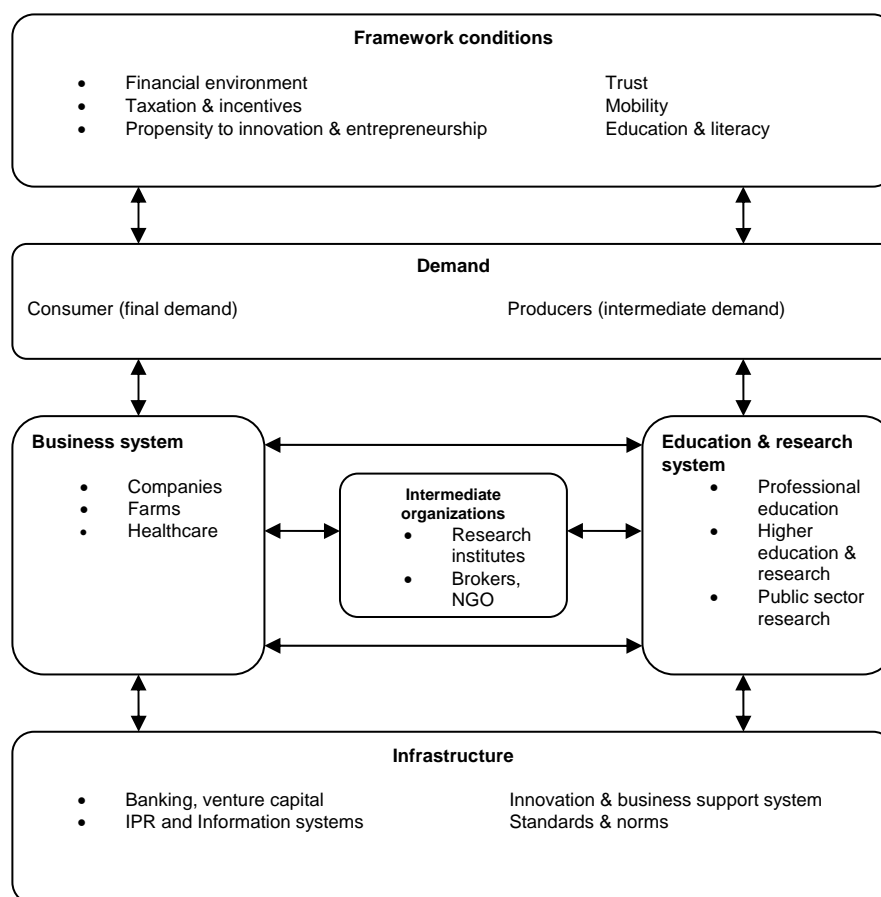 Framework conditions
• Financial environment Trust
• Taxation & incentives Mobility
• Propensity to innovation & entrepreneurship Education & literacy
Demand
Consumer (final demand) Producers (intermediate demand)
Business system
• Companies
• Farms
• Healthcare
Intermediate
organizations
• Research
institutes
• Brokers,
NGO
Education & research
system
• Professional
education
• Higher
education &
research
• Public sector
research
Infrastructure
• Banking, venture capital Innovation & business support system
• IPR and Information systems Standards & norms